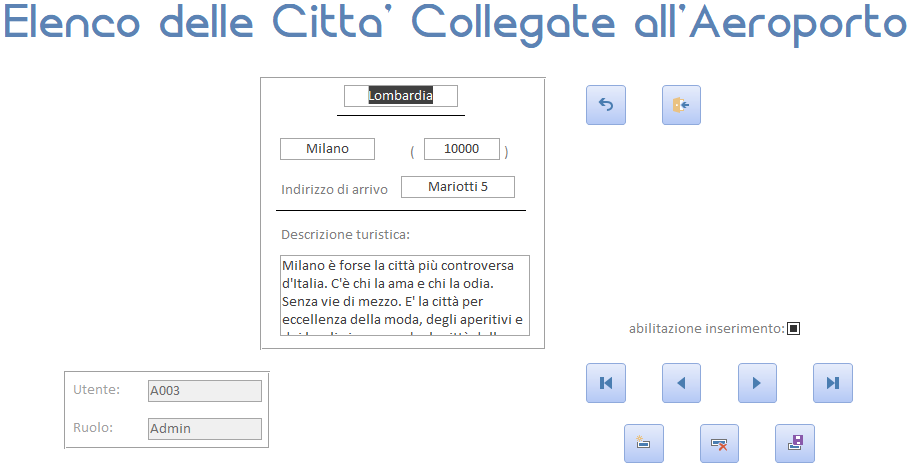 Elenco delle Citta' Collegate all'Aeroporto
Lombardia
Milano ( 10000 )
Indirizzo di arrivo Mariotti 5
Descrizione turistica:
Milano è forse la città più controversa
d'Italia. C'è chi la ama e chi la odia.
Senza vie di mezzo. E' la città per
eccellenza della moda, degli aperitivi e
abilitazione inserimento:
Utente: A003
Ruolo: Admin